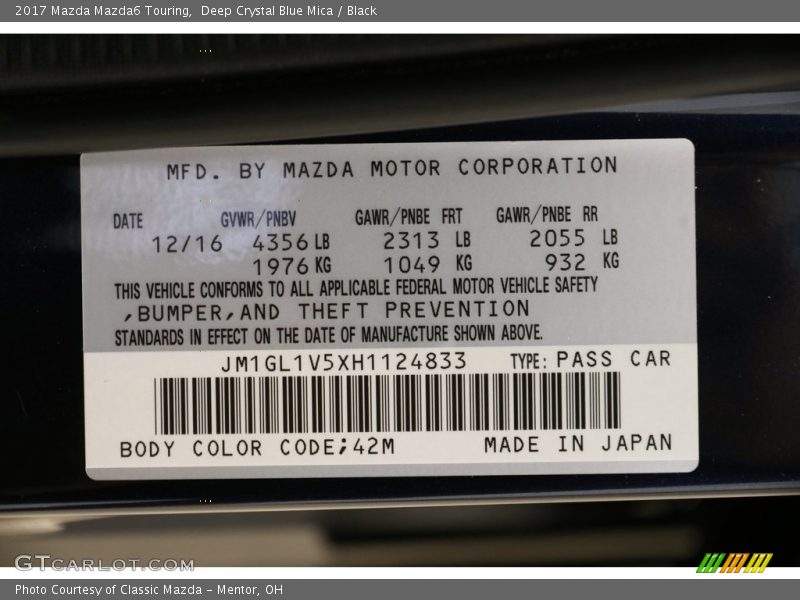 2017 Mazda Mazda6 Touring,  Deep Crystal Blue Mica / Black
MFD. BY MAZDA MOTOR CORPORATION
DATE GVWR/PNBV GAWR/PNBE FRT GAWR/PNBE RR
12/16 4356 LB 2313 LB 2055 LB
1976 KG 1049 KG 932 KG
THIS VEHICLE CONFORMS TO ALL APPLICABLE FEDERAL MOTOR VEHICLE SAFETY
,BUMPER,AND THEFT PREVENTION
STANDARDS IN EFFECT ON THE DATE OF MANUFACTURE SHOWN ABOVE.
JM1GL1V5XH1124833 TYPE: PASS CAR
BODY COLOR CODE;42M MADE IN JAPAN
GTCARLOT.COM
Photo Courtesy of Classic Mazda - Mentor, OH